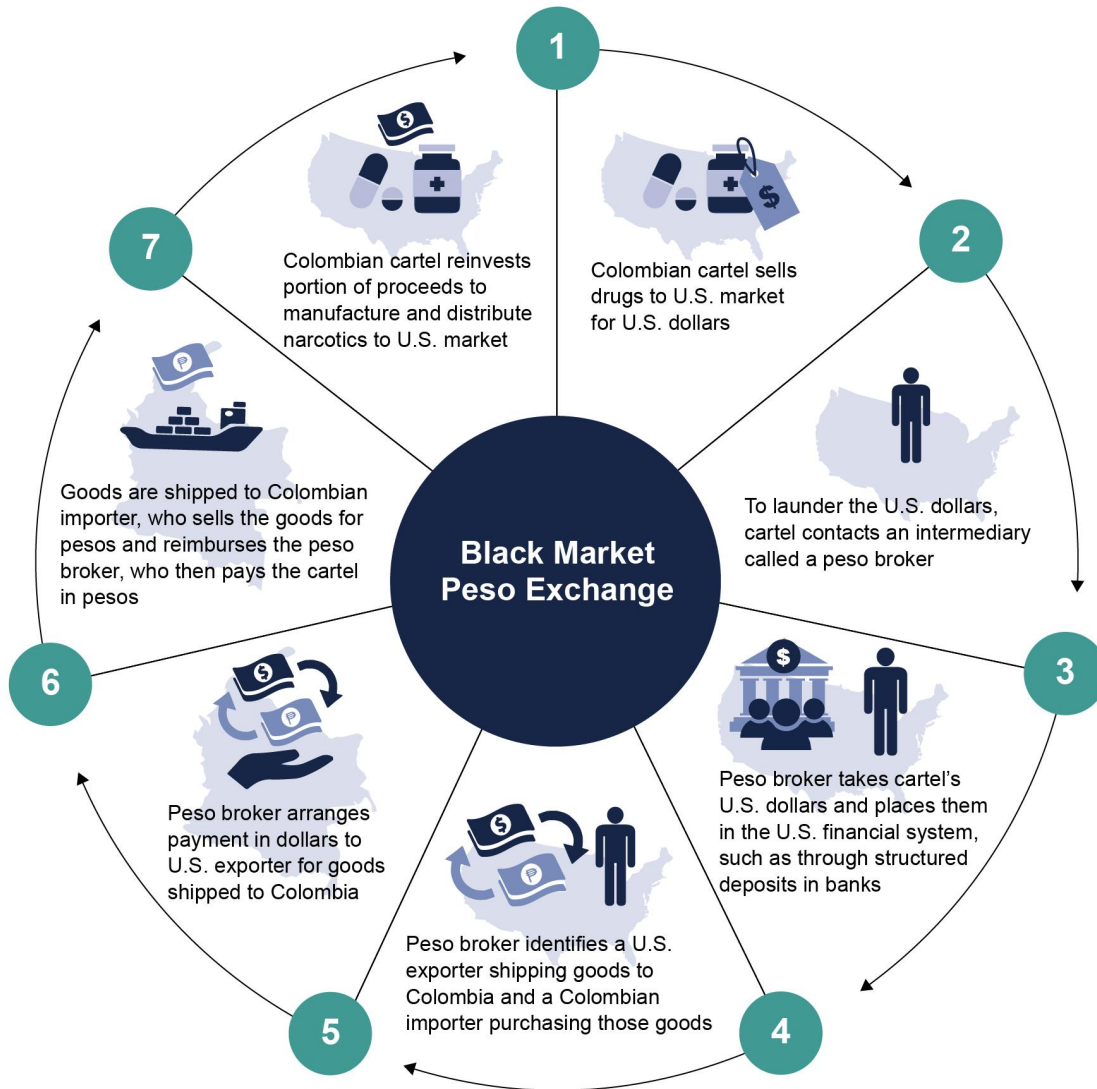 1
Colombian cartel sells
drugs to U.S. market
for U.S. dollars
$
2
To launder the U.S. dollars,
cartel contacts an intermediary
called a peso broker
3
$
Peso broker takes cartel’s
U.S. dollars and places them
in the U.S. financial system,
such as through structured
deposits in banks
4
$
₱
Peso broker identifies a U.S.
exporter shipping goods to
Colombia and a Colombian
importer purchasing those goods
5
$
₱
Peso broker arranges
payment in dollars to
U.S. exporter for goods
shipped to Colombia
6
₱
Goods are shipped to Colombian
importer, who sells the goods for
pesos and reimburses the peso
broker, who then pays the cartel
in pesos
7
$
Colombian cartel reinvests
portion of proceeds to
manufacture and distribute
narcotics to U.S. market
Black Market
Peso Exchange